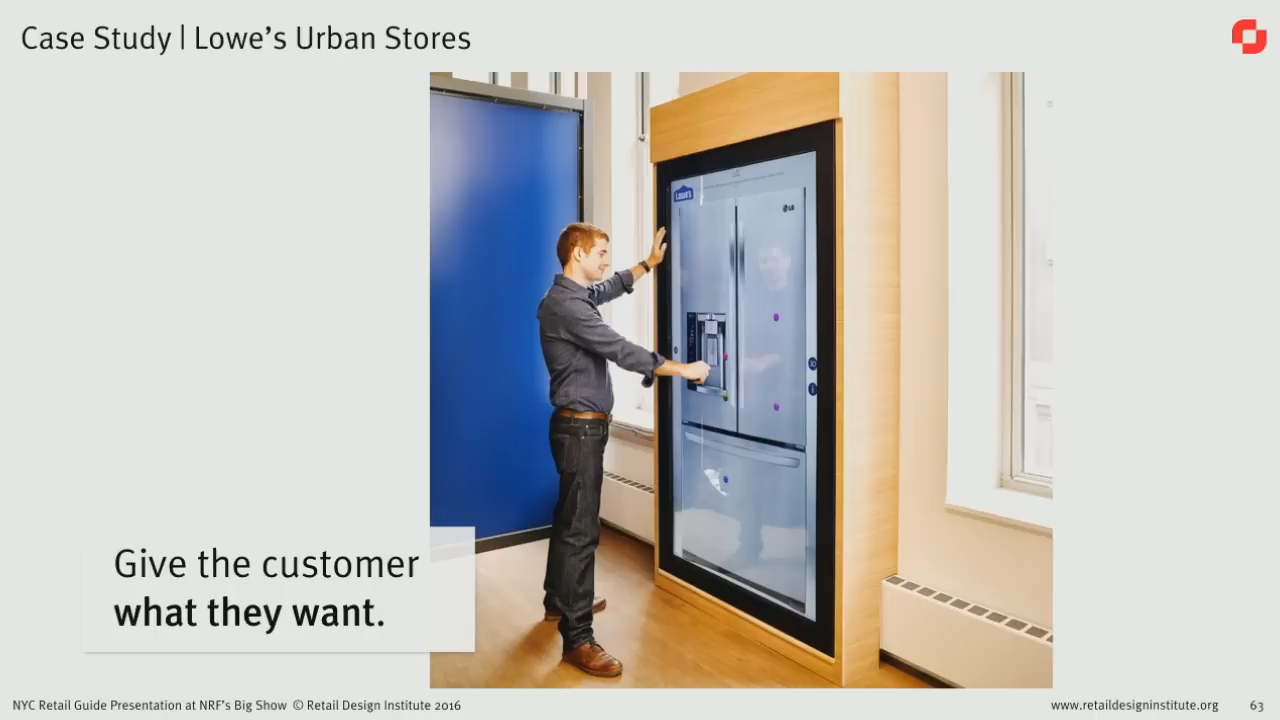 Case Study | Lowe's Urban Stores
LOWE'S
LG
Give the customer
what they want.
NYC Retail Guide Presentation at NRF's Big Show © Retail Design Institute 2016
www.retaildesigninstitute.org
63